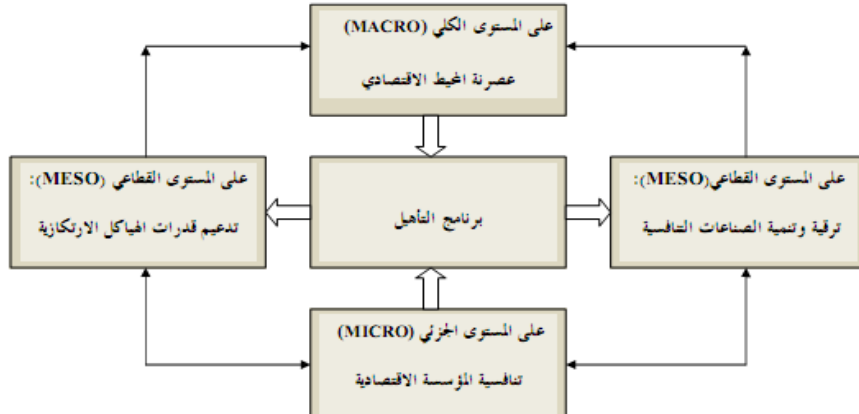 على المستوى الكلي (MACRO)
عصرنة المحيط الاقتصادي
على المستوى القطاعي(MESO):
ترقية وتنمية الصناعات التنافسية
برنامج التأهيل
على المستوى القطاعي (MESO):
تدعيم قدرات الهياكل الارتكازية
على المستوى الجزئي (MICRO)
تنافسية المؤسسة الاقتصادية